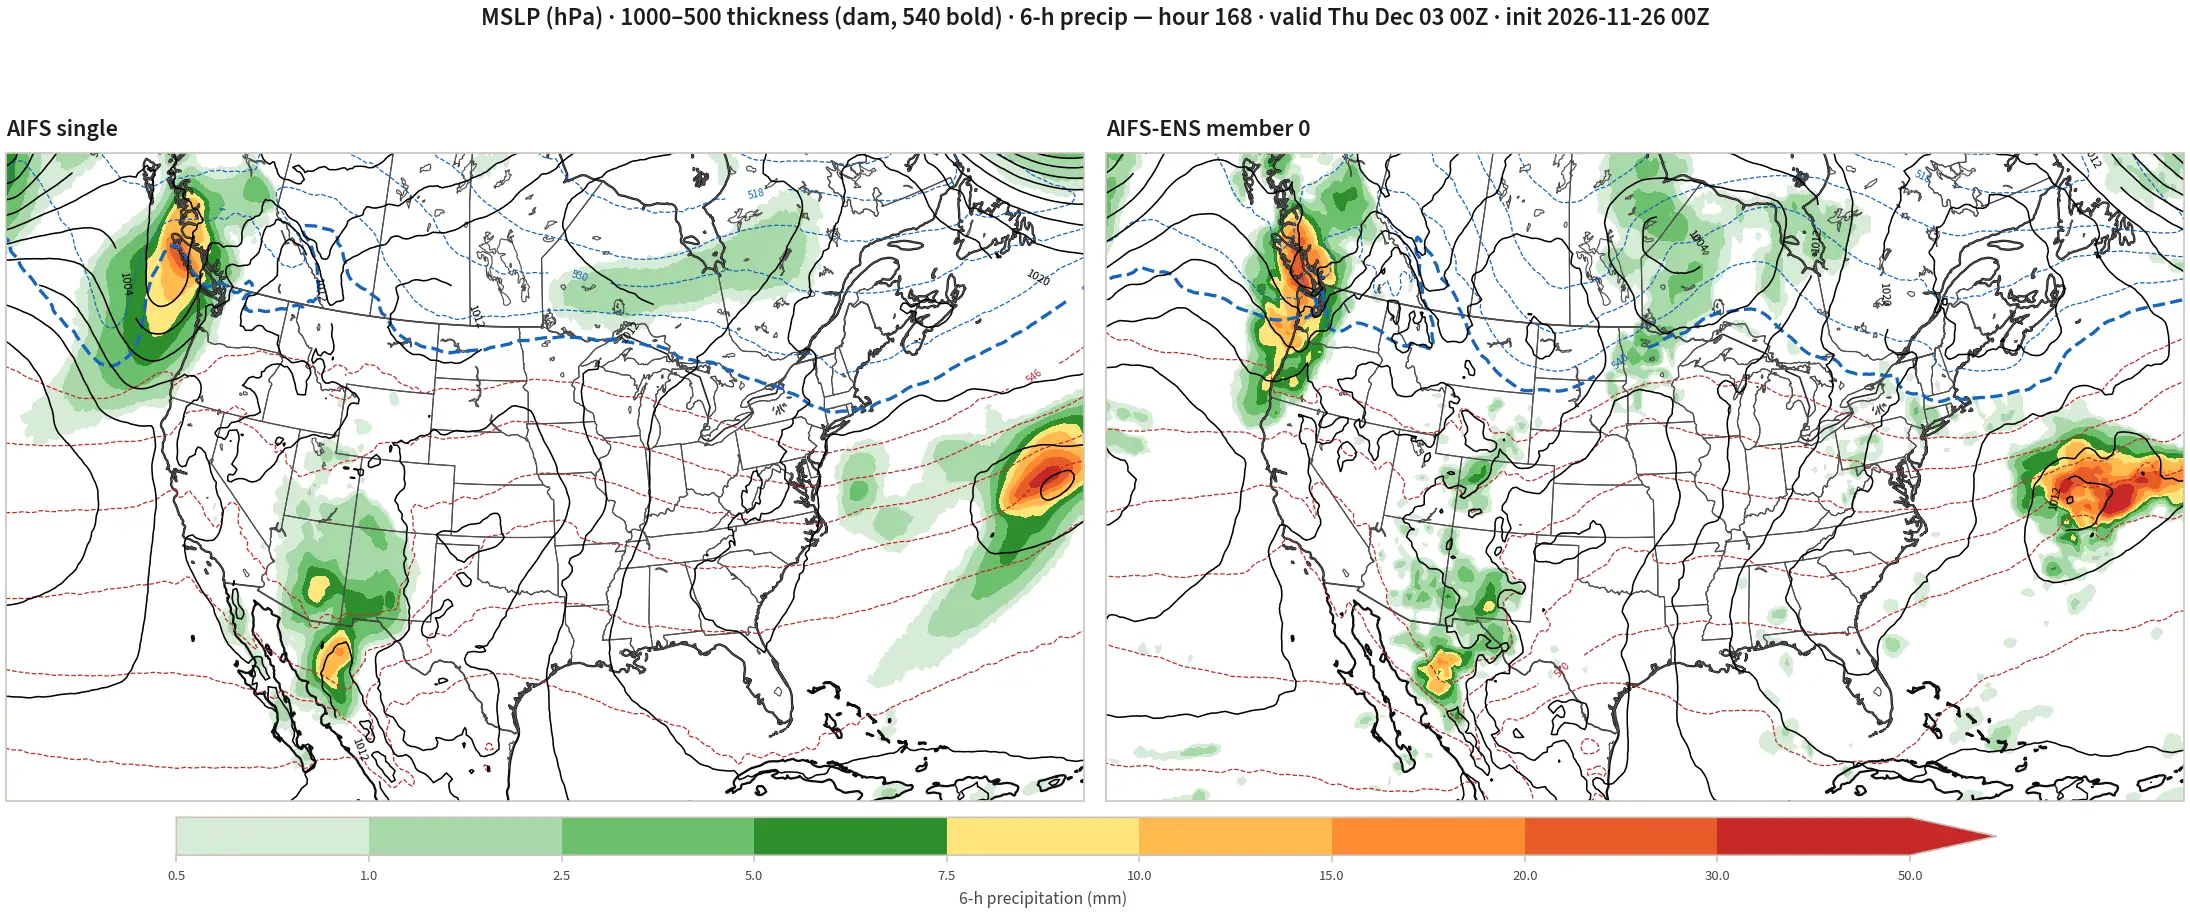 MSLP (hPa) · 1000–500 thickness (dam, 540 bold) · 6-h precip — hour 168 · valid Thu Dec 03 00Z · init 2026-11-26 00Z
AIFS single
AIFS-ENS member 0
518
530
1004
1012
1020
546
1004
1020
540
1012
0.5 1.0 2.5 5.0 7.5 10.0 15.0 20.0 30.0 50.0
6-h precipitation (mm)